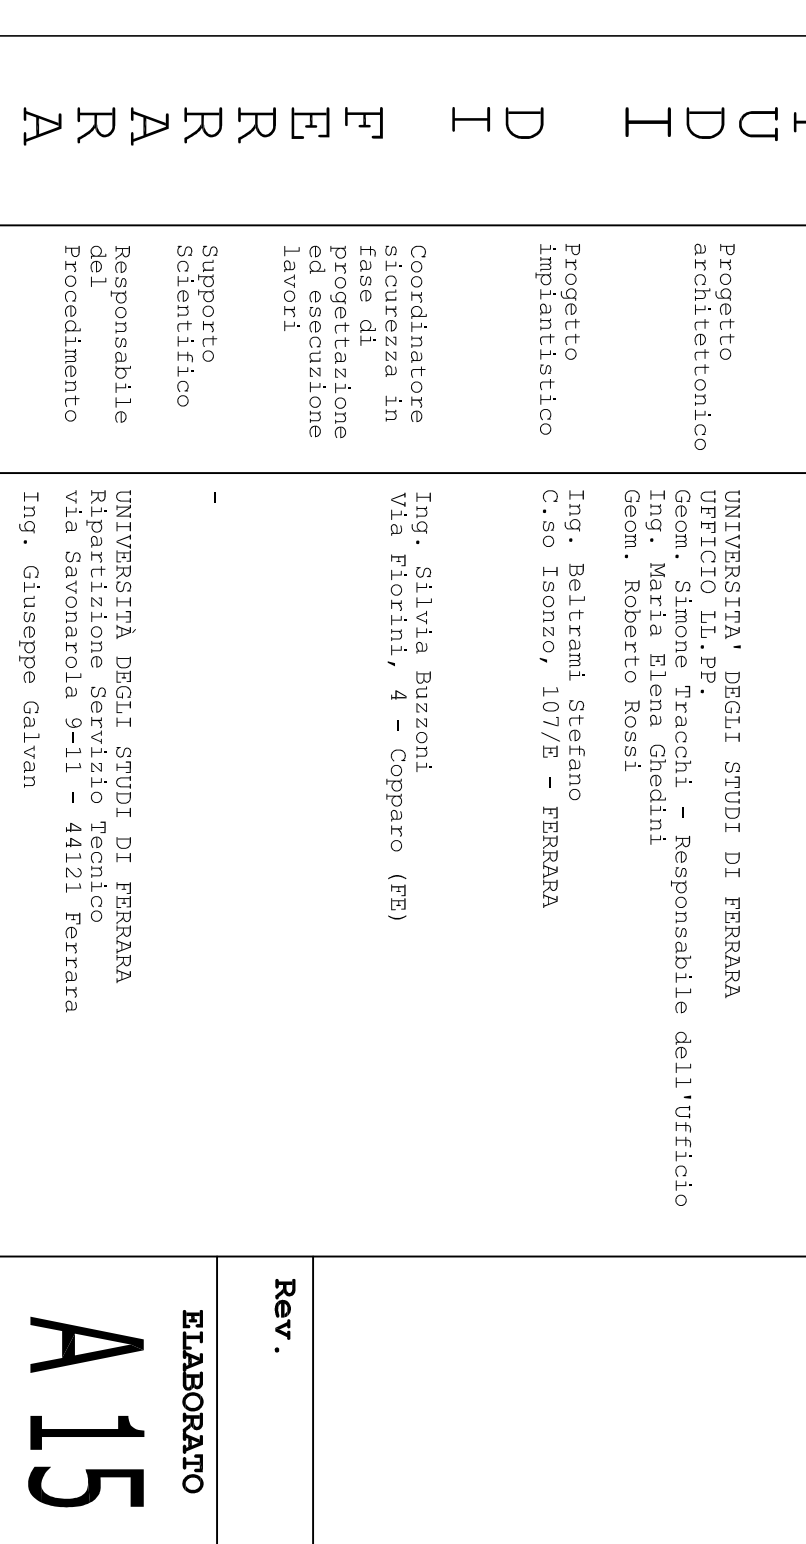 UDI
DI
FERRARA
Progetto
architettonico
UNIVERSITA' DEGLI STUDI DI FERRARA
UFFICIO LL.PP.
Geom. Simone Tracchi - Responsabile dell'Ufficio
Ing. Maria Elena Ghedini
Geom. Roberto Rossi
Progetto
impiantistico
Ing. Beltrami Stefano
C.so Isonzo, 107/E - FERRARA
Coordinatore
sicurezza in
fase di
progettazione
ed esecuzione
lavori
Ing. Silvia Buzzoni
Via Fiorini, 4 - Copparo (FE)
Supporto
Scientifico
-
Responsabile
del
Procedimento
UNIVERSITÀ DEGLI STUDI DI FERRARA
Ripartizione Servizio Tecnico
via Savonarola 9-11 - 44121 Ferrara
Ing. Giuseppe Galvan
Rev.
ELABORATO
A 15